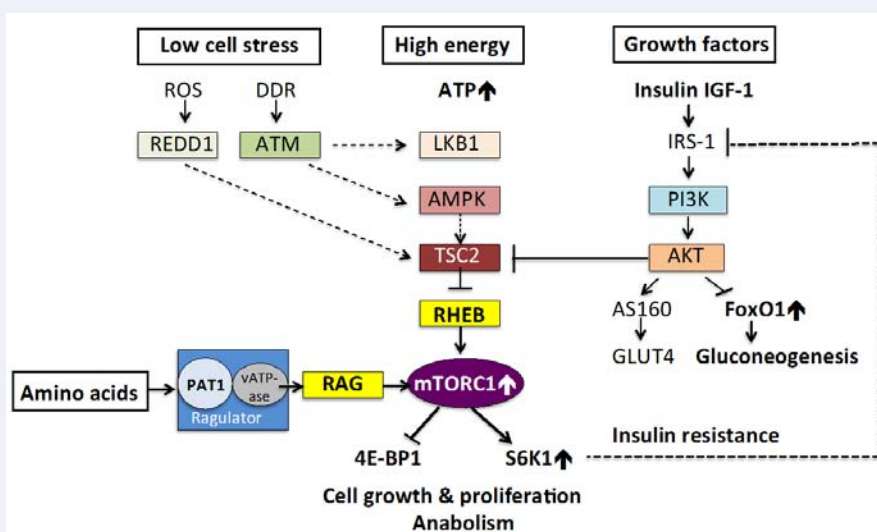 Low cell stress
High energy
Growth factors
ROS
DDR
ATP
Insulin IGF-1
REDD1
ATM
LKB1
IRS-1
AMPK
PI3K
TSC2
AKT
RHEB
AS160
FoxO1
GLUT4
Gluconeogenesis
Amino acids
PAT1
vATP-
ase
Ragulator
RAG
mTORC1
Insulin resistance
4E-BP1
S6K1
Cell growth & proliferation
Anabolism